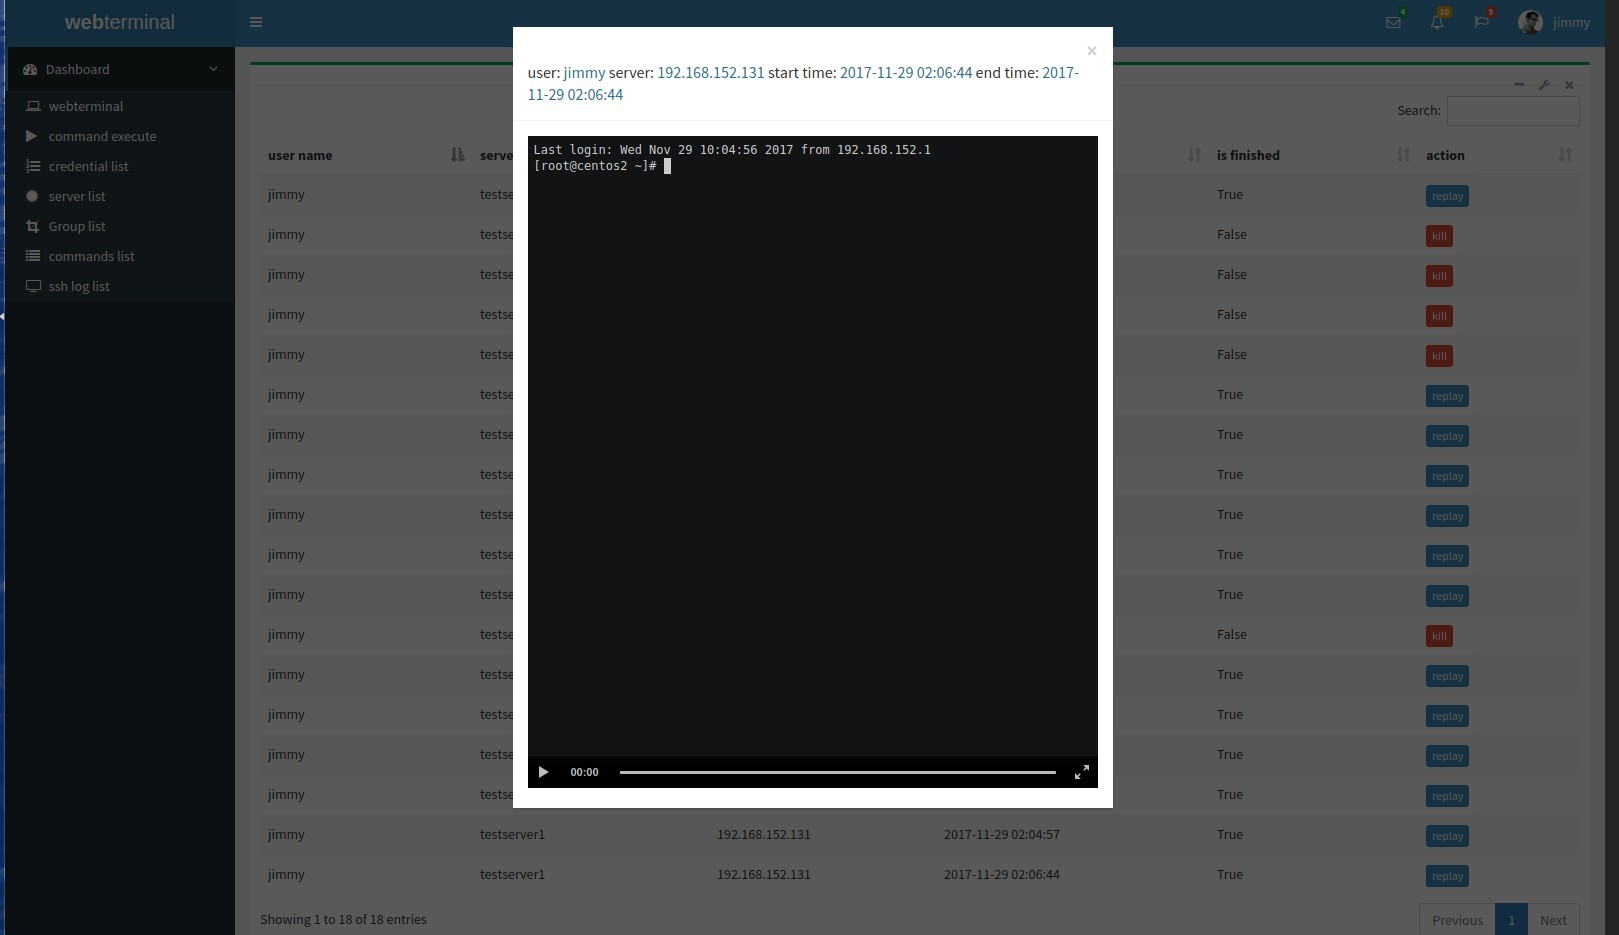 webterminal
4
10
9
jimmy
Dashboard
webterminal
command execute
credential list
server list
Group list
commands list
ssh log list
×
user: jimmy server: 192.168.152.131 start time: 2017-11-29 02:06:44 end time: 2017-
11-29 02:06:44
Search:
Last login: Wed Nov 29 10:04:56 2017 from 192.168.152.1
[root@centos2 ~]#
00:00
user name serve is finished action
jimmy testse True replay
jimmy testse False kill
jimmy testse False kill
jimmy testse False kill
jimmy testse False kill
jimmy testse True replay
jimmy testse True replay
jimmy testse True replay
jimmy testse True replay
jimmy testse True replay
jimmy testse True replay
jimmy testse False kill
jimmy testse True replay
jimmy testse True replay
jimmy testse True replay
jimmy testse True replay
jimmy testserver1 192.168.152.131 2017-11-29 02:04:57 True replay
jimmy testserver1 192.168.152.131 2017-11-29 02:06:44 True replay
Showing 1 to 18 of 18 entries
Previous 1 Next